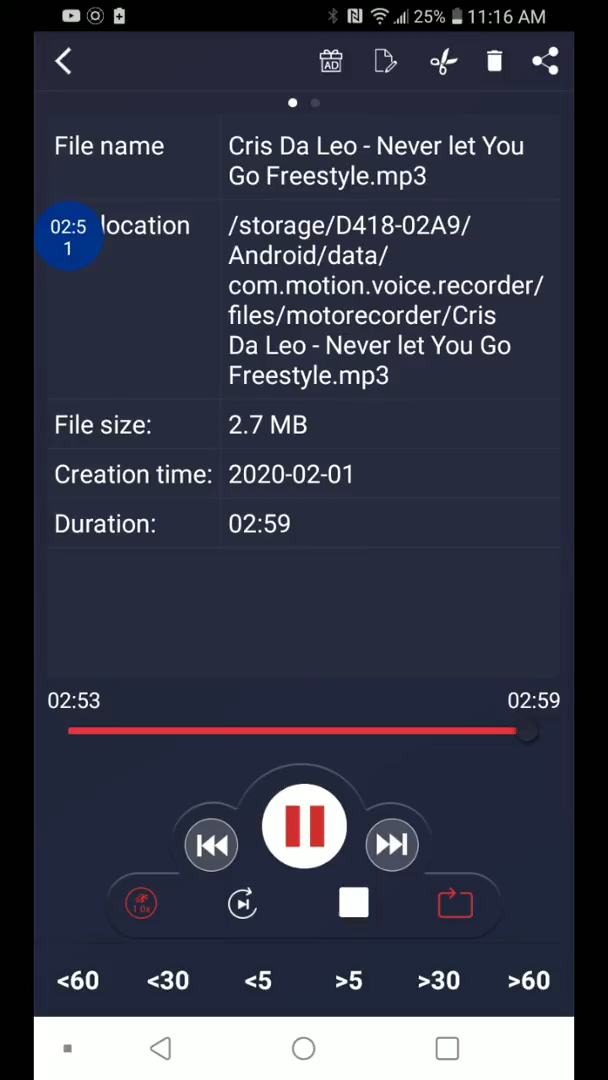 25% 11:16 AM
AD
File name
Cris Da Leo - Never let You
Go Freestyle.mp3
02:5
1
location
/storage/D418-02A9/
Android/data/
com.motion.voice.recorder/
files/motorecorder/Cris
Da Leo - Never let You Go
Freestyle.mp3
File size:
2.7 MB
Creation time:
2020-02-01
Duration:
02:59
02:53
02:59
1.0x
<60
<30
<5
>5
>30
>60